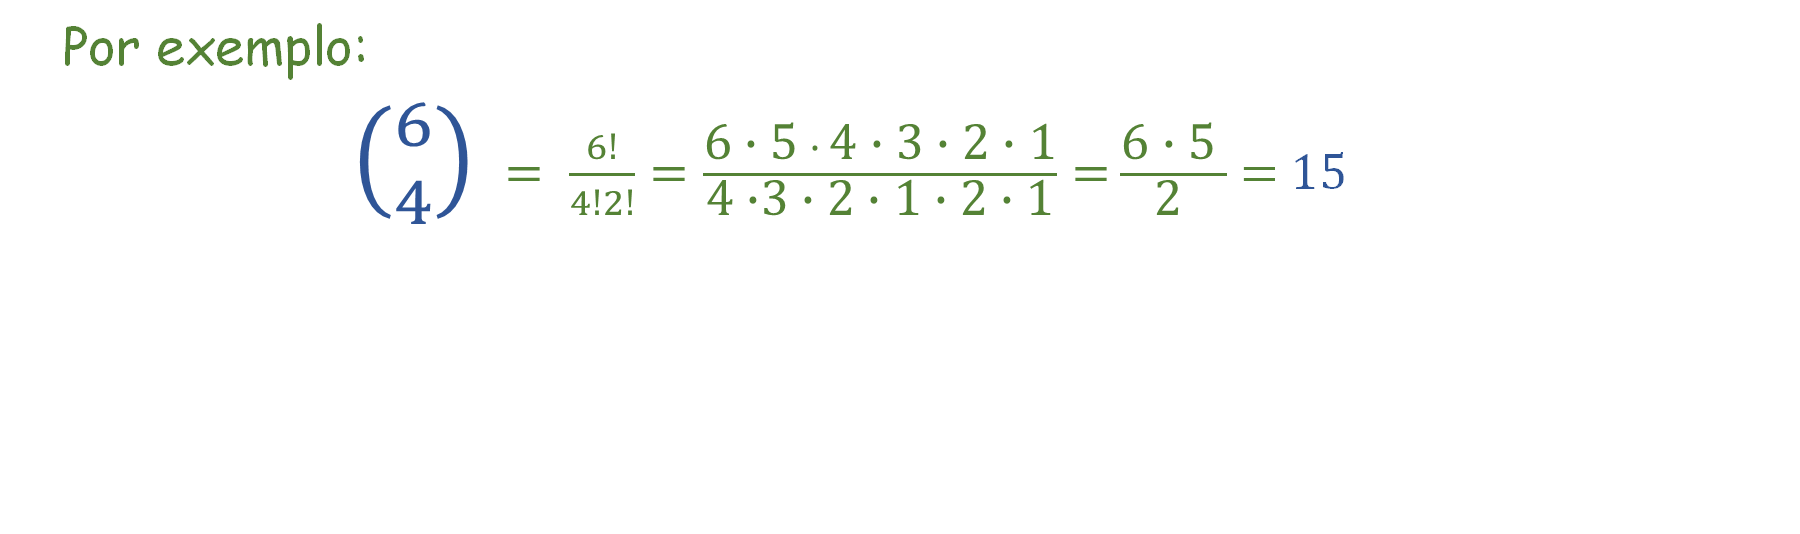 Por exemplo:
(6 4) = 6!/4!2! = 6 · 5 · 4 · 3 · 2 · 1/4 ·3 · 2 · 1 · 2 · 1 = 6 · 5/2 = 15